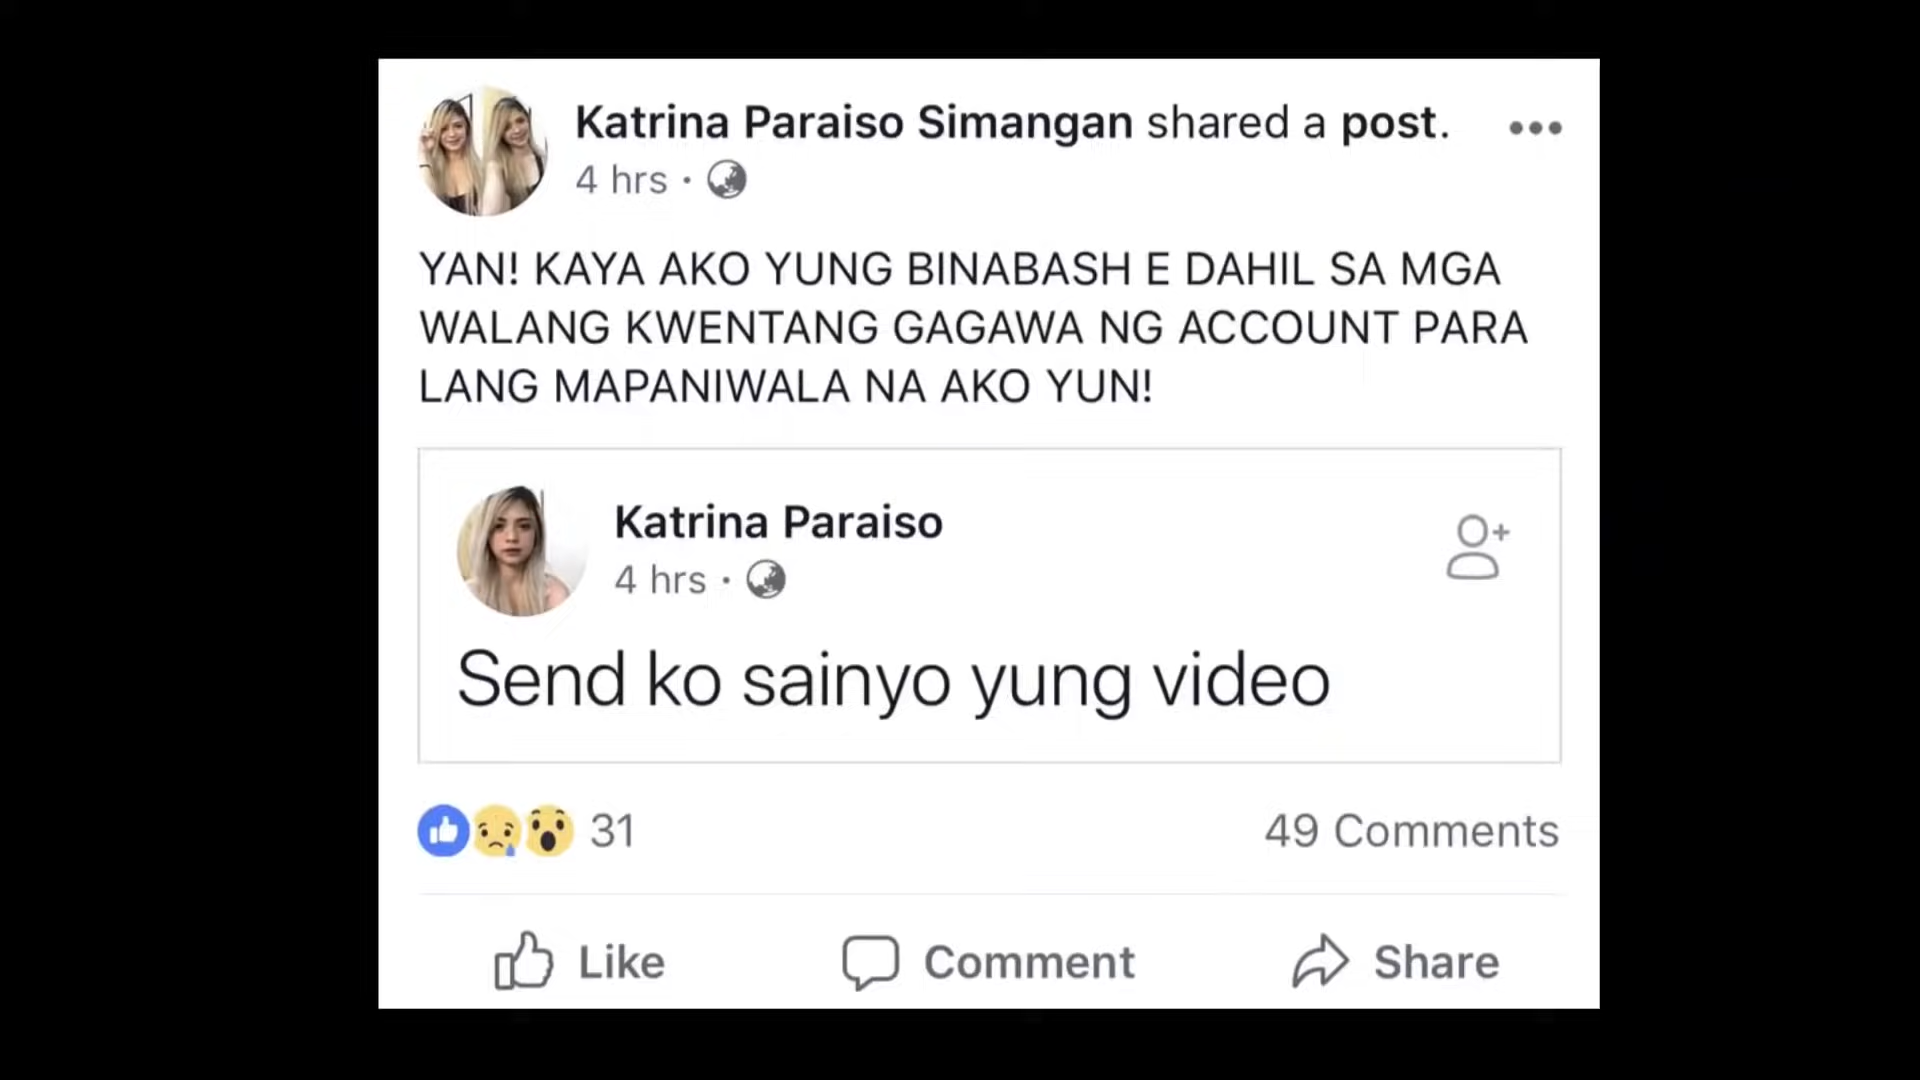 Katrina Paraiso Simangan shared a post.
4 hrs ·
YAN! KAYA AKO YUNG BINABASH E DAHIL SA MGA
WALANG KWENTANG GAGAWA NG ACCOUNT PARA
LANG MAPANIWALA NA AKO YUN!
Katrina Paraiso
4 hrs ·
Send ko sainyo yung video
31
49 Comments
Like
Comment
Share